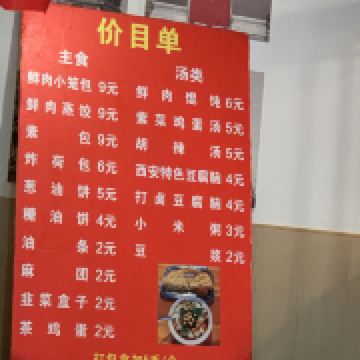 价目单
主食
鲜肉小笼包 9元
鲜肉蒸饺 9元
素包 9元
炸荷包 6元
葱油饼 5元
糖油饼 4元
油条 2元
麻团 2元
韭菜盒子 2元
茶鸡蛋 2元
汤类
鲜肉馄饨 6元
紫菜鸡蛋汤 5元
胡辣汤 5元
西安特色豆腐脑 4元
打卤豆腐脑 4元
小米粥 3元
豆浆 2元